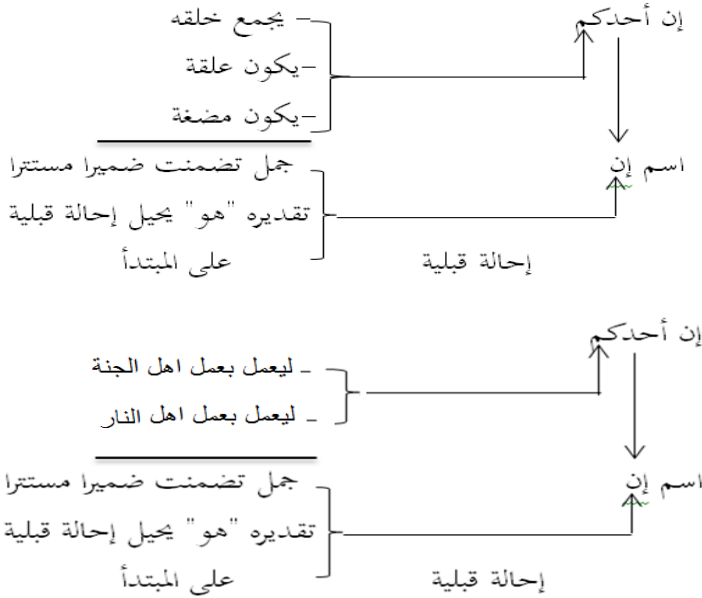 إن أحدكم
– يجمع خلقه
–يكون علقة
–يكون مضغة
اسم إن
جمل تضمنت ضميرا مستترا
تقديره "هو" يحيل إحالة قبلية
على المبتدأ
إحالة قبلية
إن أحدكم
_ ليعمل بعمل اهل الجنة
_ ليعمل بعمل اهل النار
اسم إن
جمل تضمنت ضميرا مستترا
تقديره "هو" يحيل إحالة قبلية
على المبتدأ
إحالة قبلية